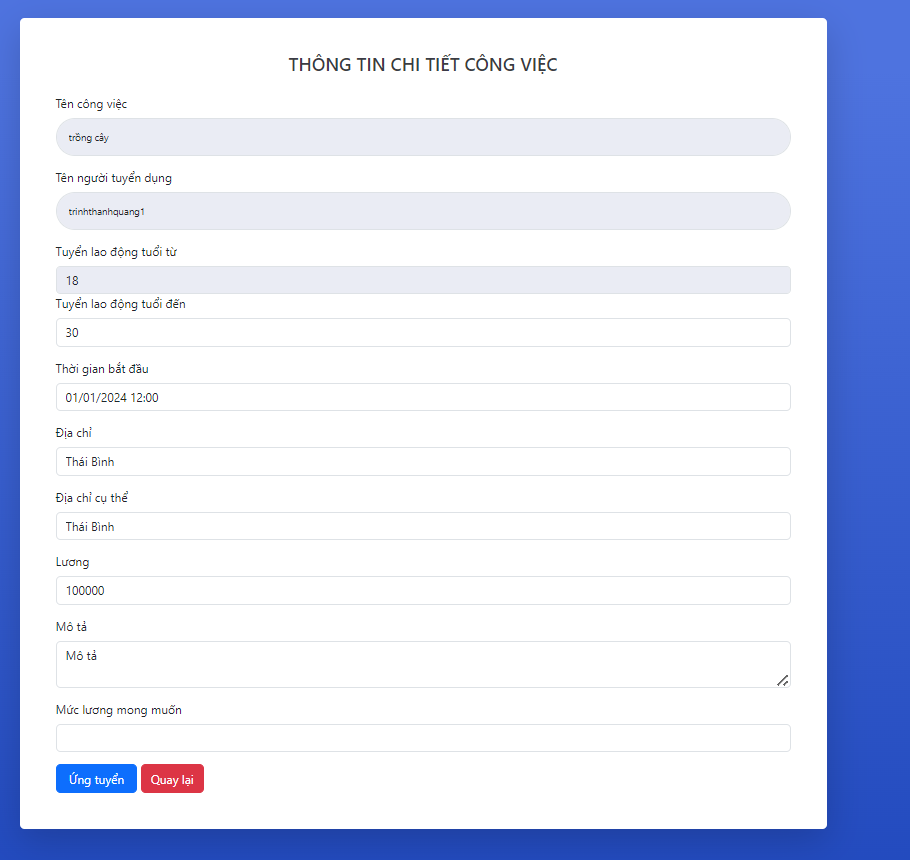 THÔNG TIN CHI TIẾT CÔNG VIỆC
Tên công việc
trồng cây
Tên người tuyển dụng
trinhthanhquang1
Tuyển lao động tuổi từ
18
Tuyển lao động tuổi đến
30
Thời gian bắt đầu
01/01/2024 12:00
Địa chỉ
Thái Bình
Địa chỉ cụ thể
Thái Bình
Lương
100000
Mô tả
Mô tả
Mức lương mong muốn
Ứng tuyển Quay lại